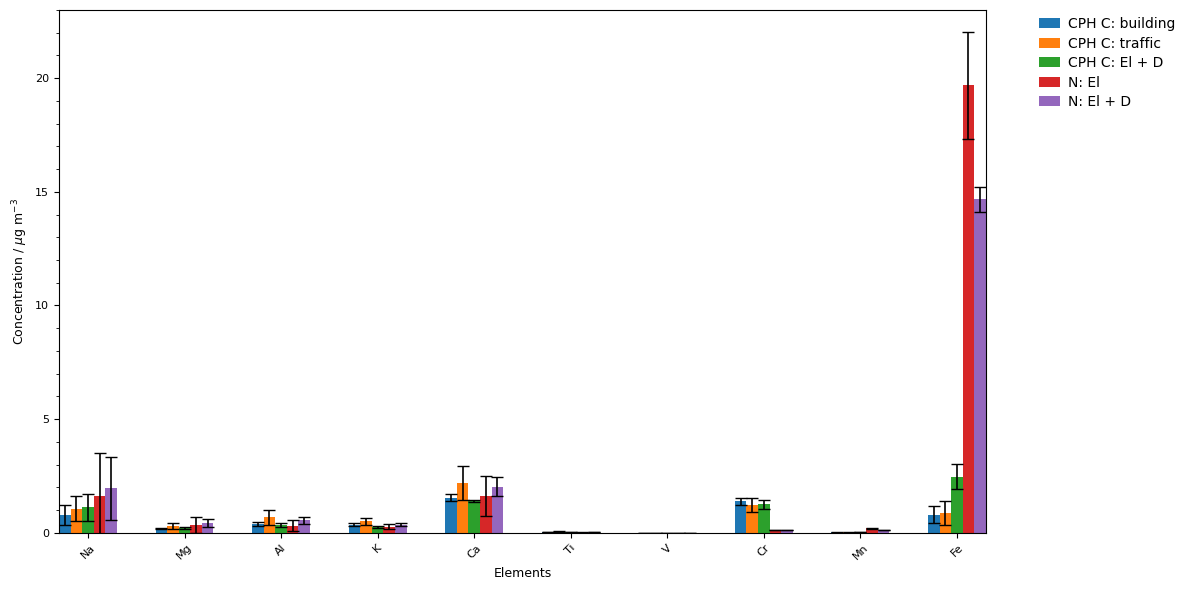 CPH C: building
CPH C: traffic
CPH C: El + D
N: El
N: El + D
20
15
10
5
0
Concentration / µg m⁻³
Na Mg Al K Ca Ti V Cr Mn Fe
Elements